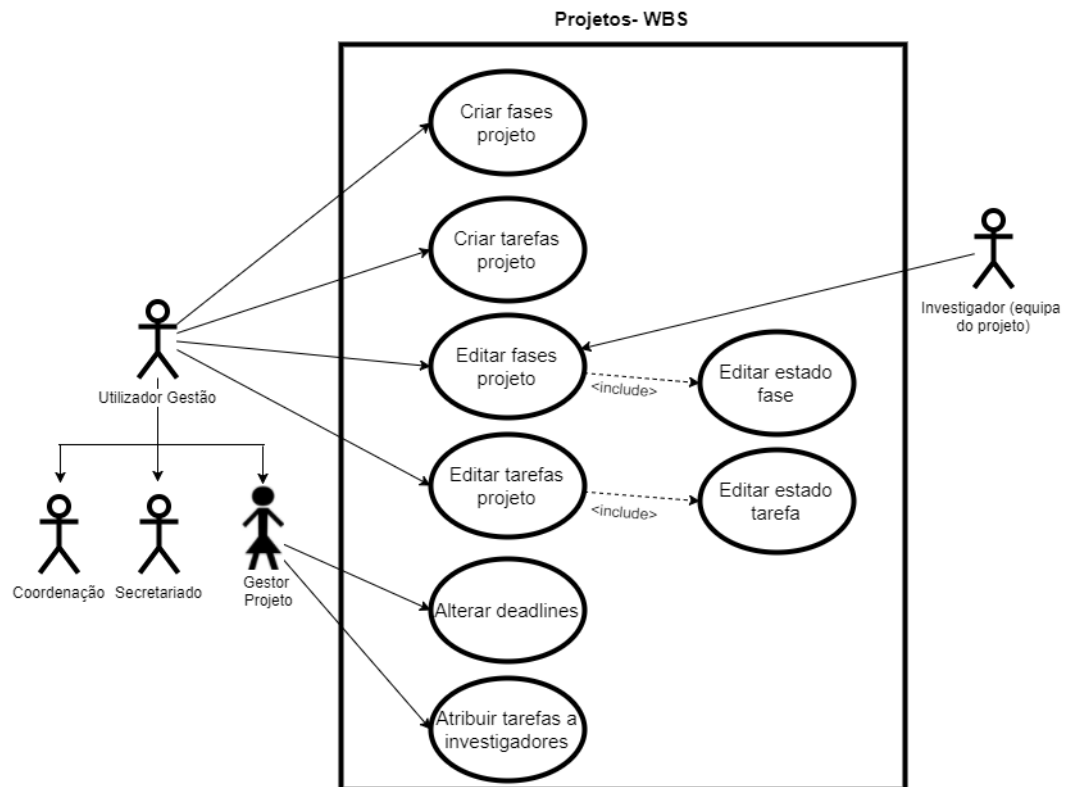 Projetos- WBS
Criar fases
projeto
Criar tarefas
projeto
Investigador (equipa
do projeto)
Editar fases
projeto
<include>
Editar estado
fase
Utilizador Gestão
Editar tarefas
projeto
<include>
Editar estado
tarefa
Coordenação
Secretariado
Gestor
Projeto
Alterar deadlines
Atribuir tarefas a
investigadores